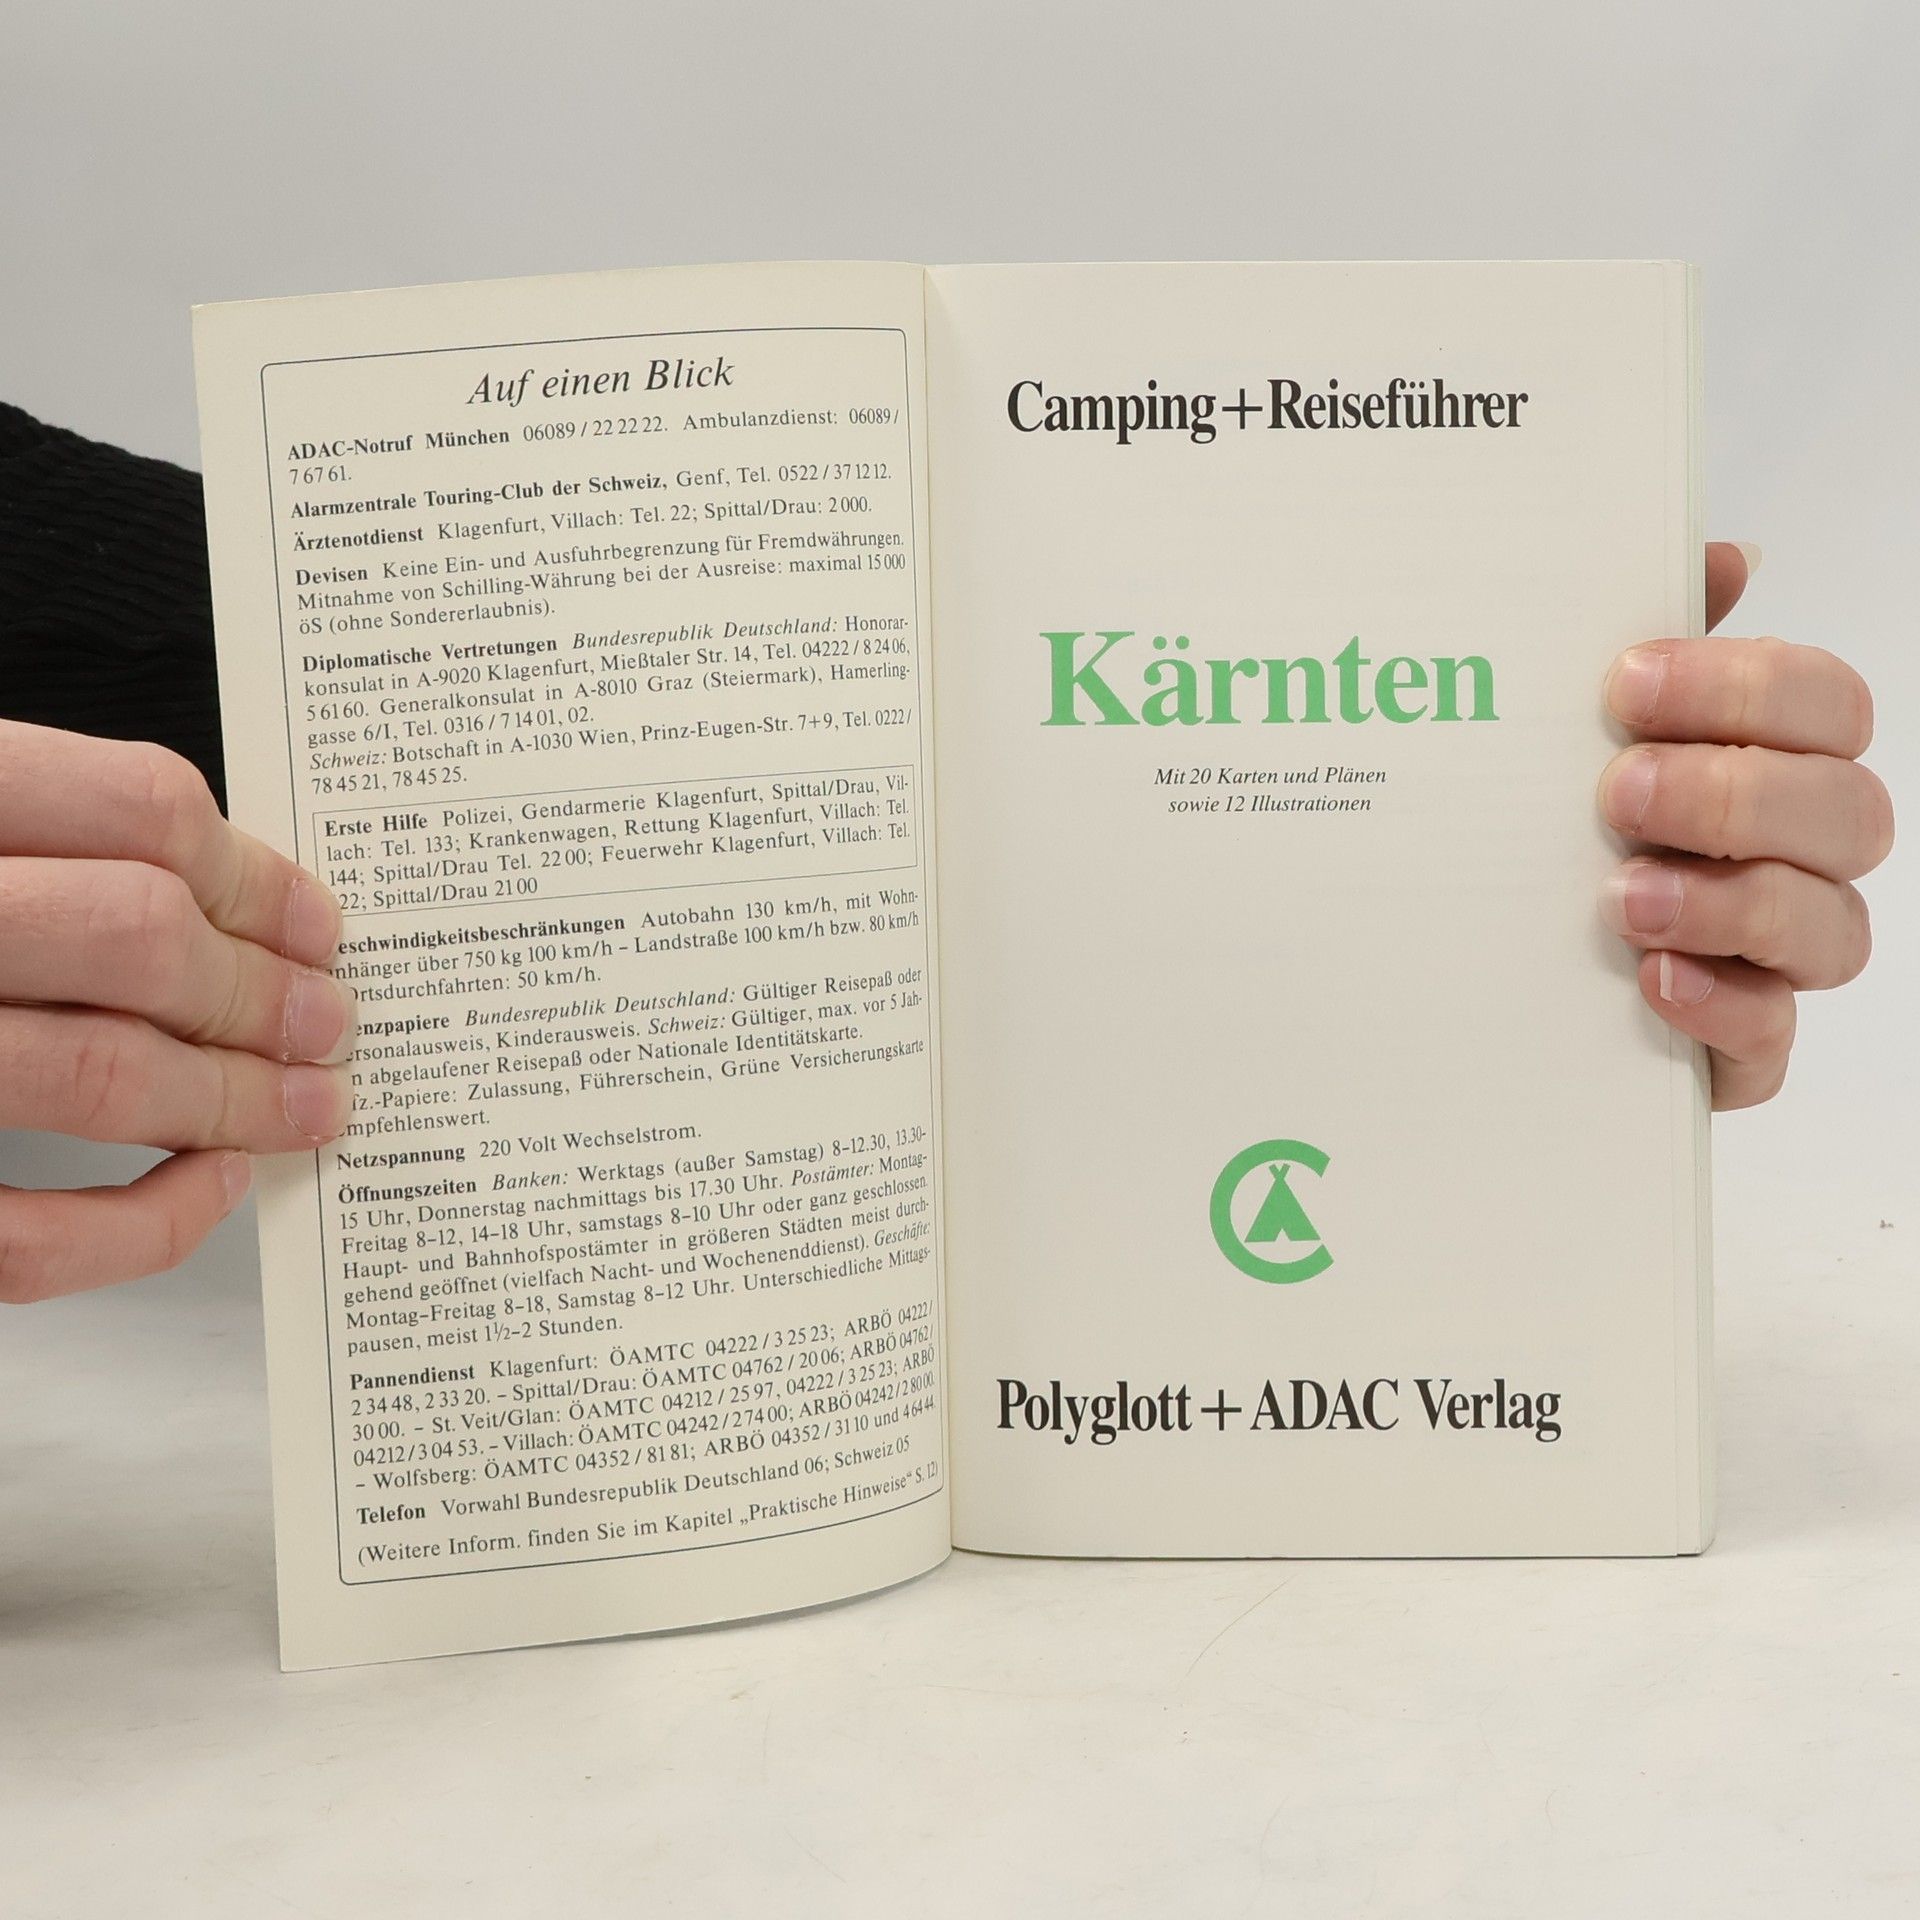 Auf einen Blick
ADAC-Notruf München 06089 / 22 22 22. Ambulanzdienst: 06089 /
7 67 61.
Alarmzentrale Touring-Club der Schweiz, Genf, Tel. 0522 / 37 12 12.
Ärztenotdienst Klagenfurt, Villach: Tel. 22; Spittal/Drau: 2 000.
Devisen Keine Ein- und Ausfuhrbegrenzung für Fremdwährungen.
Mitnahme von Schilling-Währung bei der Ausreise: maximal 15 000
öS (ohne Sondererlaubnis).
Diplomatische Vertretungen Bundesrepublik Deutschland: Honorar-
konsulat in A-9020 Klagenfurt, Mießtaler Str. 14, Tel. 04222 / 8 24 06,
5 61 60. Generalkonsulat in A-8010 Graz (Steiermark), Hamerling-
gasse 6/I, Tel. 0316 / 7 14 01, 02.
Schweiz: Botschaft in A-1030 Wien, Prinz-Eugen-Str. 7+9, Tel. 0222 /
78 45 21, 78 45 25.
Erste Hilfe Polizei, Gendarmerie Klagenfurt, Spittal/Drau, Vil-
lach: Tel. 133; Krankenwagen, Rettung Klagenfurt, Villach: Tel.
144; Spittal/Drau Tel. 22 00; Feuerwehr Klagenfurt, Villach: Tel.
22; Spittal/Drau 21 00
eschwindigkeitsbeschränkungen Autobahn 130 km/h, mit Wohn-
nhänger über 750 kg 100 km/h – Landstraße 100 km/h bzw. 80 km/h
Ortsdurchfahrten: 50 km/h.
enzpapiere Bundesrepublik Deutschland: Gültiger Reisepaß oder
ersonalausweis, Kinderausweis. Schweiz: Gültiger, max. vor 5 Jah-
n abgelaufener Reisepaß oder Nationale Identitätskarte.
fz.-Papiere: Zulassung, Führerschein, Grüne Versicherungskarte
empfehlenswert.
Netzspannung 220 Volt Wechselstrom.
Öffnungszeiten Banken: Werktags (außer Samstag) 8–12.30, 13.30-
15 Uhr, Donnerstag nachmittags bis 17.30 Uhr. Postämter: Montag-
Freitag 8–12, 14–18 Uhr, samstags 8–10 Uhr oder ganz geschlossen.
Haupt- und Bahnhofspostämter in größeren Städten meist durch-
gehend geöffnet (vielfach Nacht- und Wochenenddienst). Geschäfte:
Montag–Freitag 8–18, Samstag 8–12 Uhr. Unterschiedliche Mittags-
pausen, meist 1½–2 Stunden.
Pannendienst Klagenfurt: ÖAMTC 04222 / 3 25 23; ARBÖ 04222/
2 34 48, 2 33 20. – Spittal/Drau: ÖAMTC 04762 / 20 06; ARBÖ 04762/
30 00. – St. Veit/Glan: ÖAMTC 04212 / 25 97, 04222 / 3 25 23; ARBÖ
04212 / 3 04 53. – Villach: ÖAMTC 04242 / 2 74 00; ARBÖ 04242 / 2 80 00.
– Wolfsberg: ÖAMTC 04352 / 81 81; ARBÖ 04352 / 31 10 und 4 64 44.
Telefon Vorwahl Bundesrepublik Deutschland 06; Schweiz 05
(Weitere Inform. finden Sie im Kapitel „Praktische Hinweise“ S. 12)
Camping+Reiseführer
Kärnten
Mit 20 Karten und Plänen
sowie 12 Illustrationen
Polyglott+ADAC Verlag